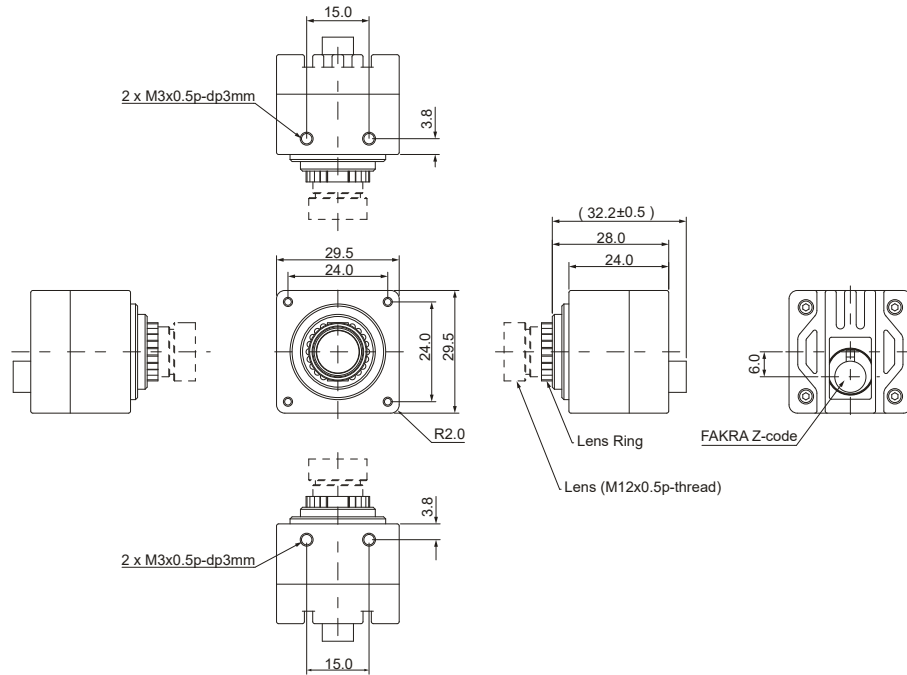 15.0
2 x M3x0.5p-dp3mm
3.8
( 32.2±0.5 )
28.0
24.0
29.5
24.0
24.0
29.5
R2.0
6.0
FAKRA Z-code
Lens Ring
Lens (M12x0.5p-thread)
3.8
2 x M3x0.5p-dp3mm
15.0